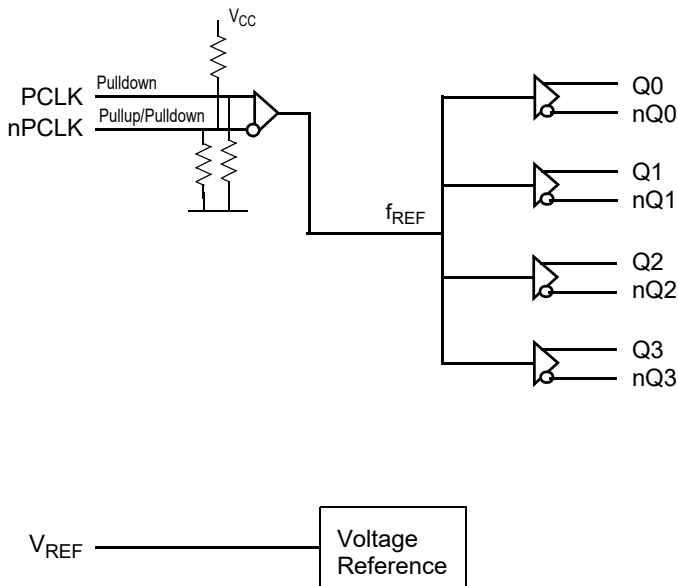 VCC
Pulldown
PCLK
nPCLK
Pullup/Pulldown
fREF
Q0
nQ0
Q1
nQ1
Q2
nQ2
Q3
nQ3
VREF
Voltage
Reference